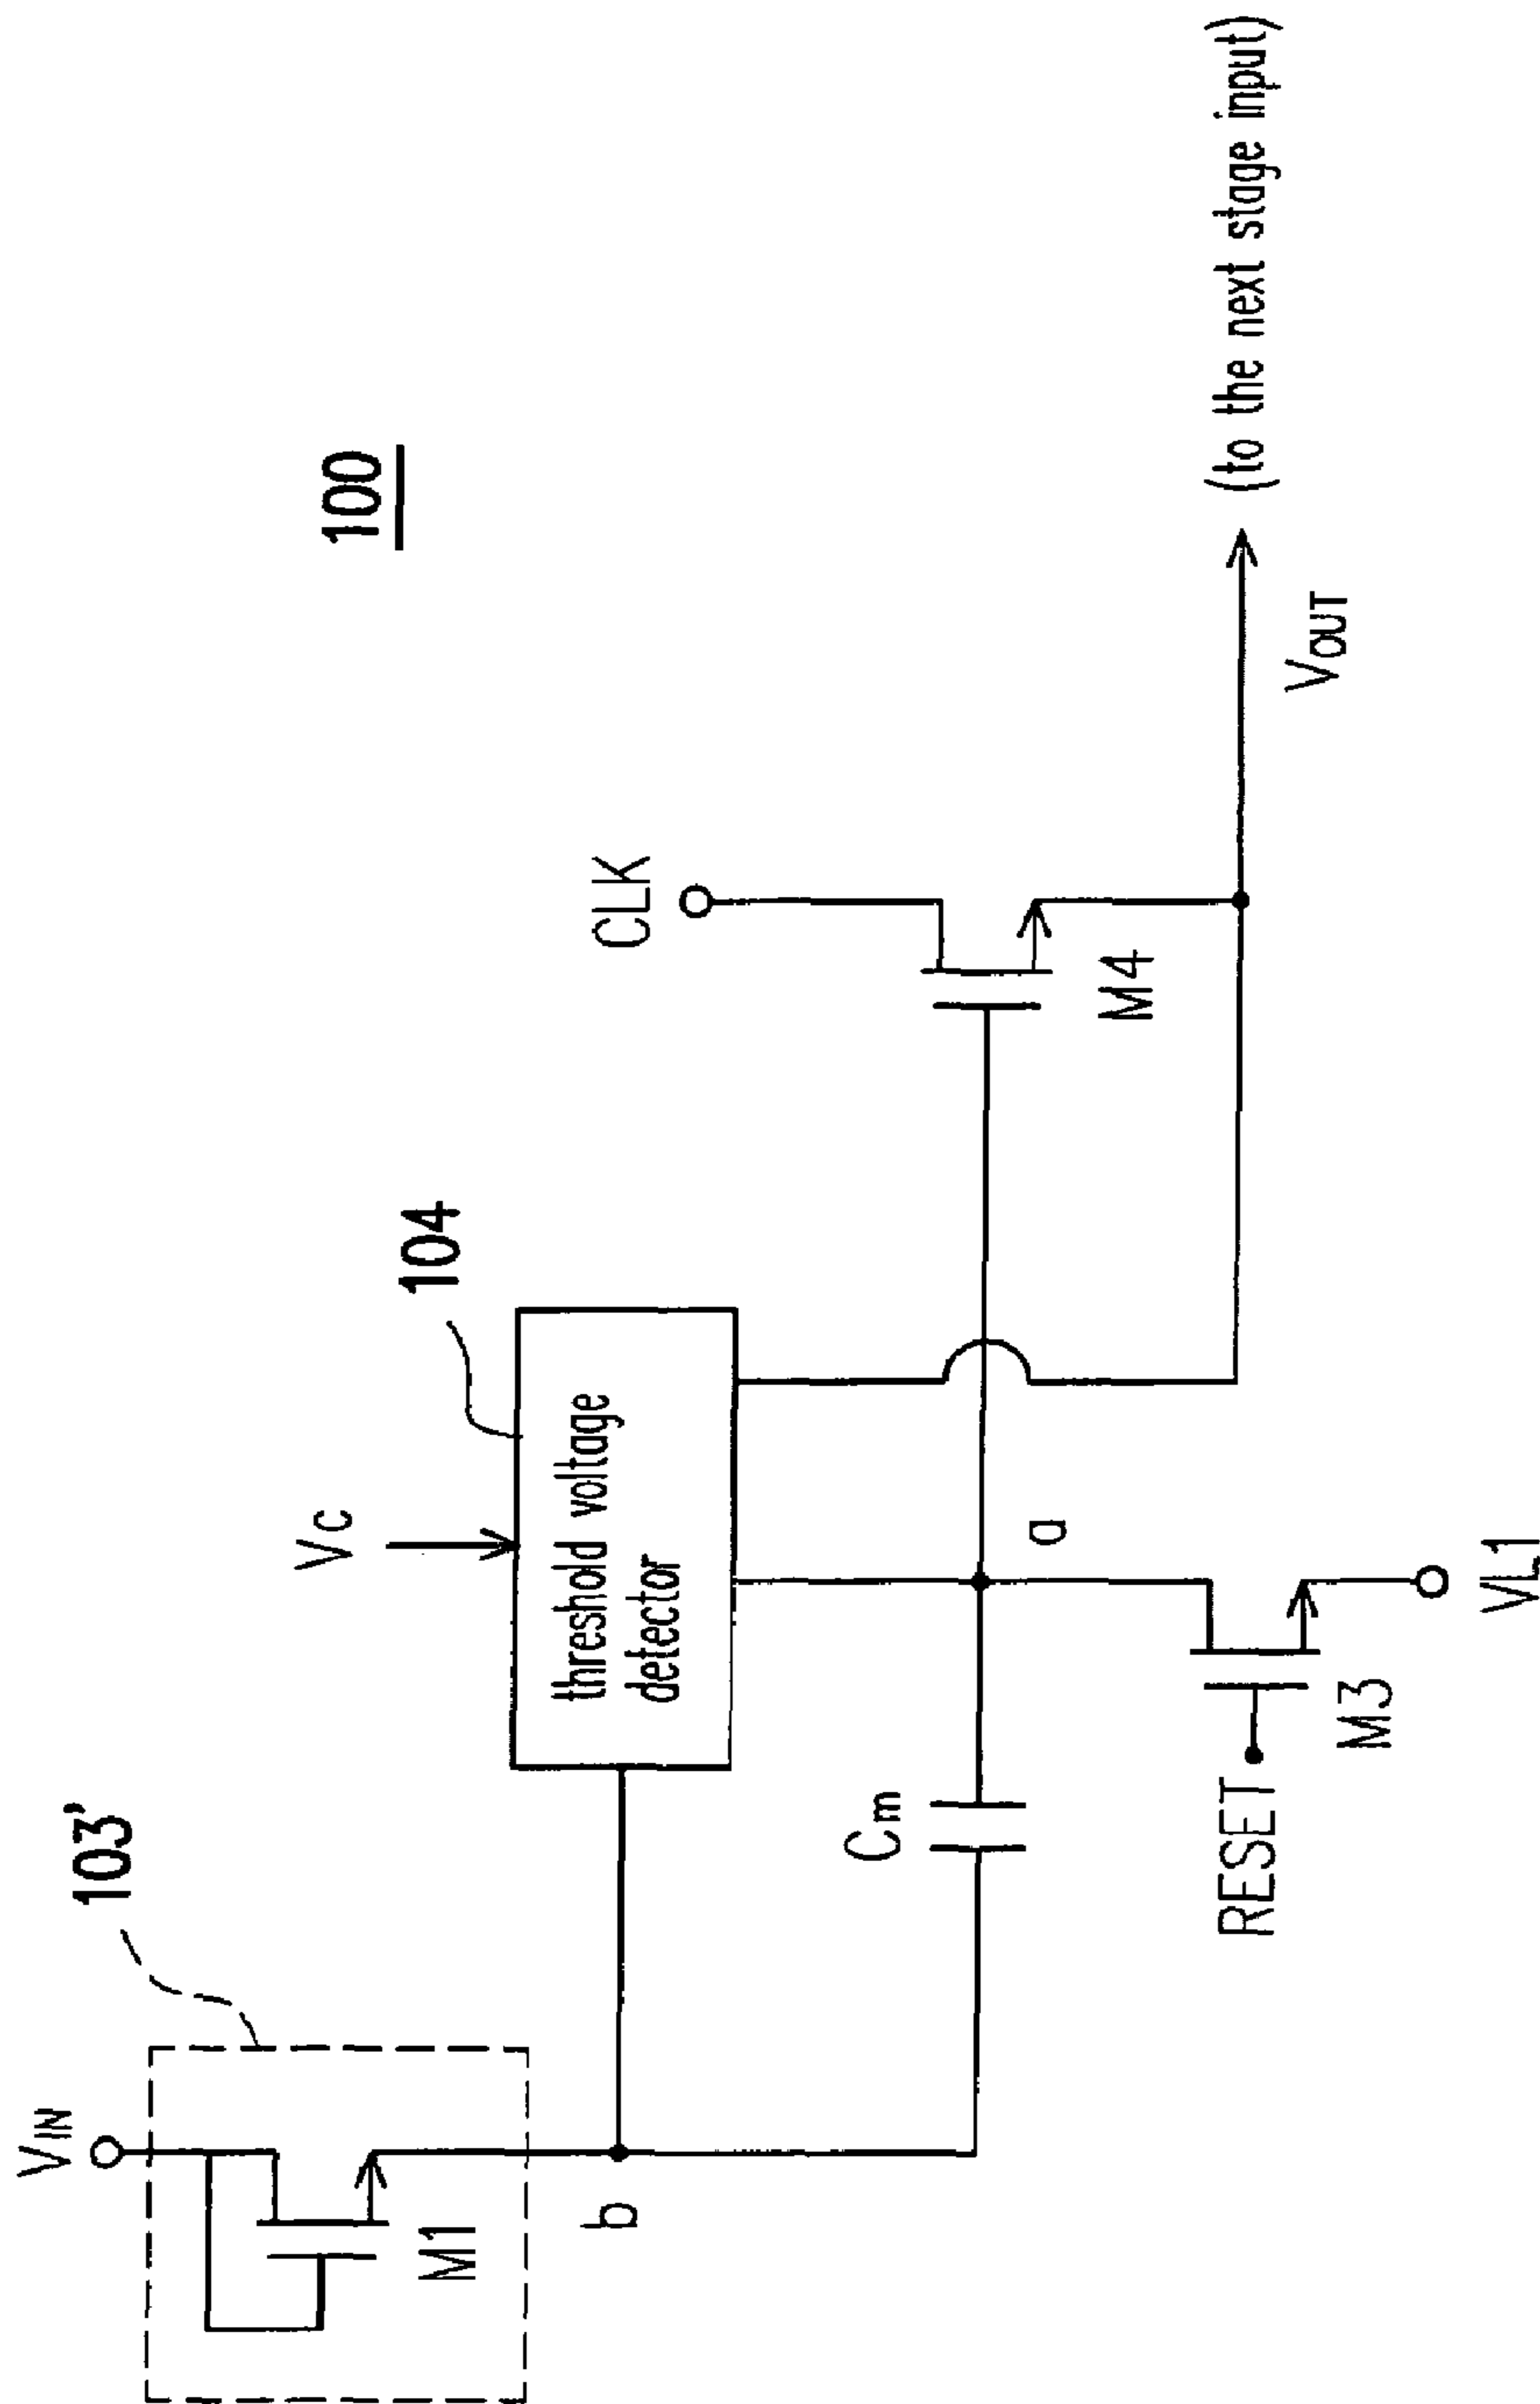 100
103'
VIN
M1
b
VC
104
threshold voltage
detector
Cm
a
RESET
M3
VL1
CLK
M4
VOUT
(to the next stage input)